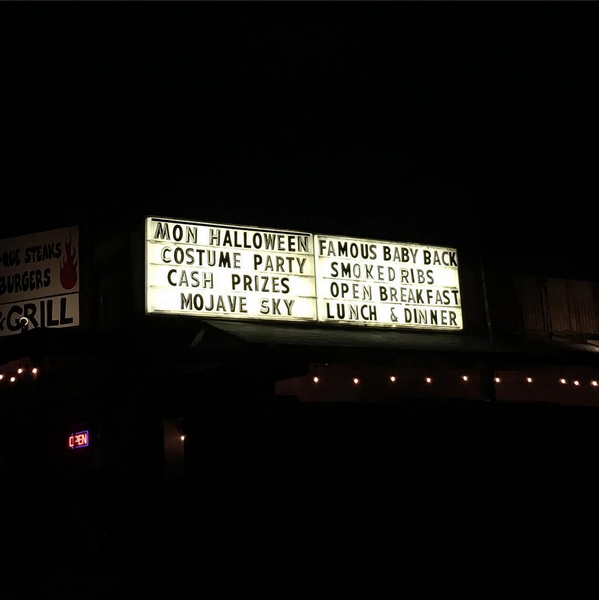 QUE STEAKS
BURGERS
&GRILL
MON HALLOWEEN
COSTUME PARTY
CASH PRIZES
MOJAVE SKY
FAMOUS BABY BACK
SMOKED RIBS
OPEN BREAKFAST
LUNCH & DINNER
OPEN